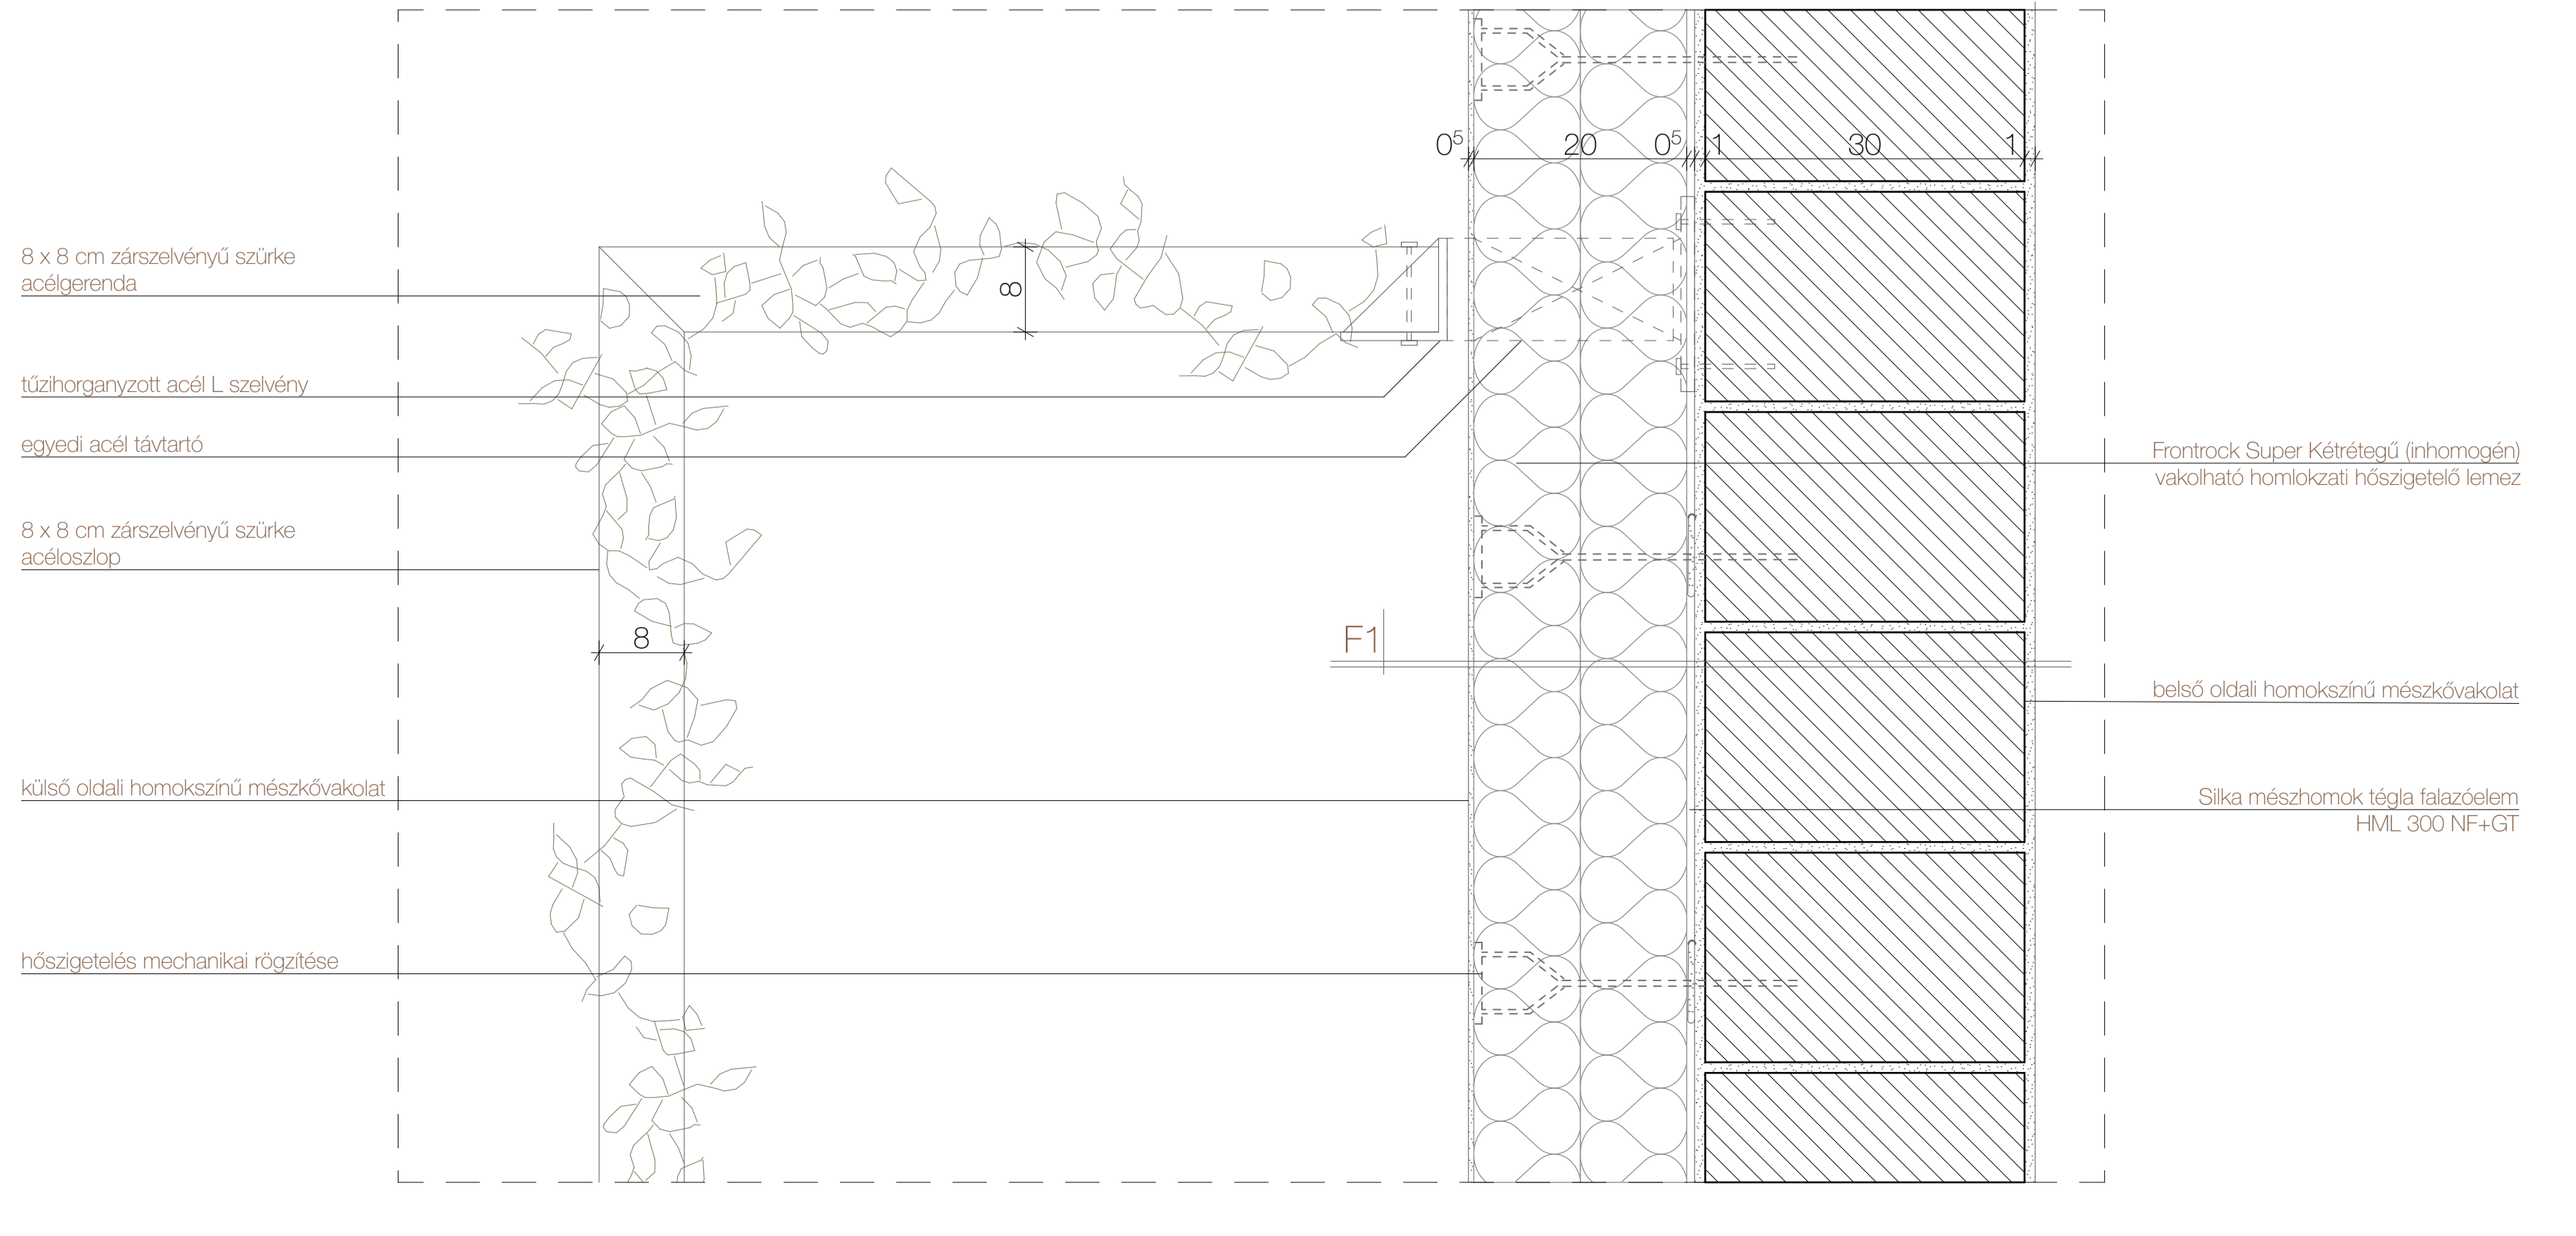 0⁵ 20 0⁵ 1 30 1
8 x 8 cm zárszelvényű szürke
acélgerenda
8
tűzihorganyzott acél L szelvény
egyedi acél távtartó
8 x 8 cm zárszelvényű szürke
acéloszlop
8
F1
külső oldali homokszínű mészkővakolat
hőszigetelés mechanikai rögzítése
Frontrock Super Kétrétegű (inhomogén)
vakolható homlokzati hőszigetelő lemez
belső oldali homokszínű mészkővakolat
Silka mészhomok tégla falazóelem
HML 300 NF+GT